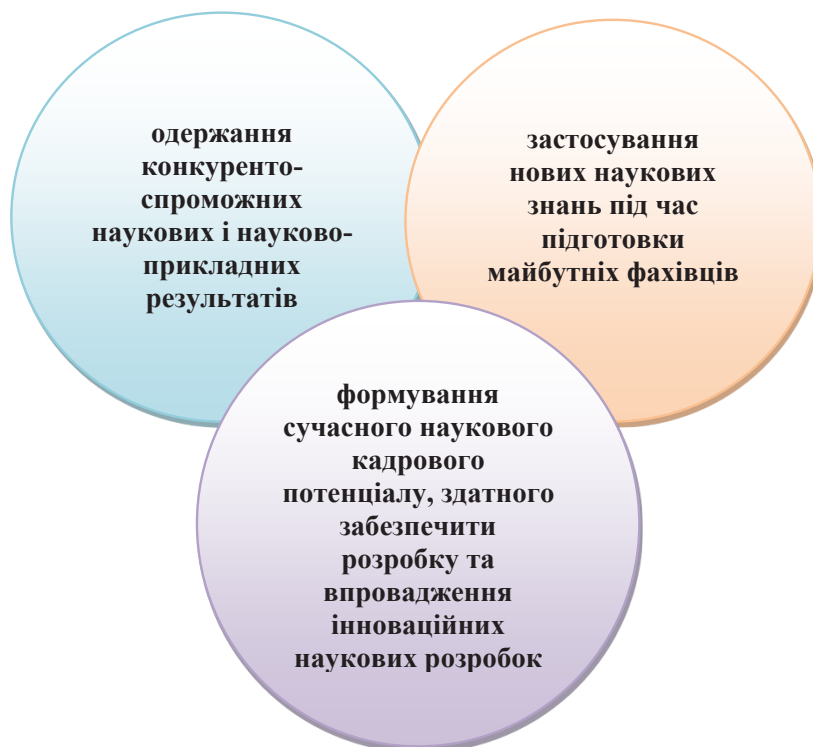 одержання
конкуренто-
спроможних
наукових і науково-
прикладних
результатів
застосування
нових наукових
знань під час
підготовки
майбутніх фахівців
формування
сучасного наукового
кадрового
потенціалу, здатного
забезпечити
розробку та
впровадження
інноваційних
наукових розробок